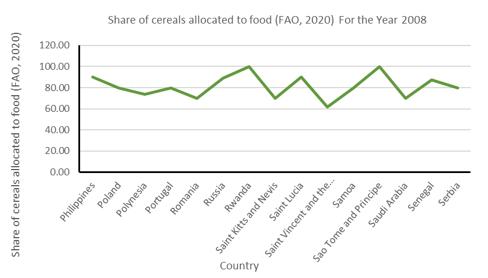 Share of cereals allocated to food (FAO, 2020) For the Year 2008
Share of cereals allocated to food (FAO, 2020)
120.00
100.00
80.00
60.00
40.00
20.00
0.00
Philippines
Poland
Polynesia
Portugal
Romania
Russia
Rwanda
Saint Kitts and Nevis
Saint Lucia
Saint Vincent and the...
Samoa
Sao Tome and Principe
Saudi Arabia
Senegal
Serbia
Country